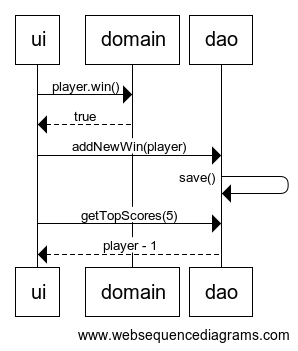 ui domain dao
player.win()
true
addNewWin(player)
save()
getTopScores(5)
player - 1
ui domain dao
www.websequencediagrams.com